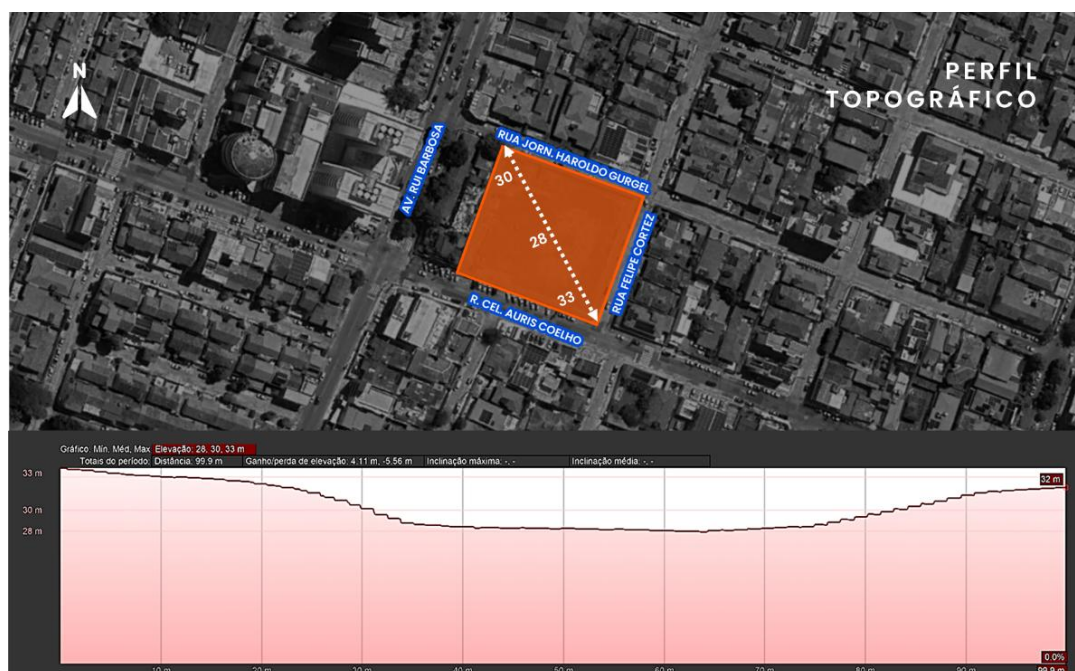 N
PERFIL
TOPOGRÁFICO
AV. RUI BARBOSA
RUA JORN. HAROLDO GURGEL
30
28
33
RUA FELIPE CORTEZ
R. CEL. AURIS COELHO
Gráfico, Mín. Méd, Max Elevação: 28, 30, 33 m
Totais do período: Distância: 99.9 m Ganho/perda de elevação: 4.11 m, -5.56 m Inclinação máxima: -, - Inclinação média: -, -
33 m
32 m
30 m
28 m
0.0%
10 m 20 m 30 m 40 m 50 m 60 m 70 m 80 m 90 m 99.9 m